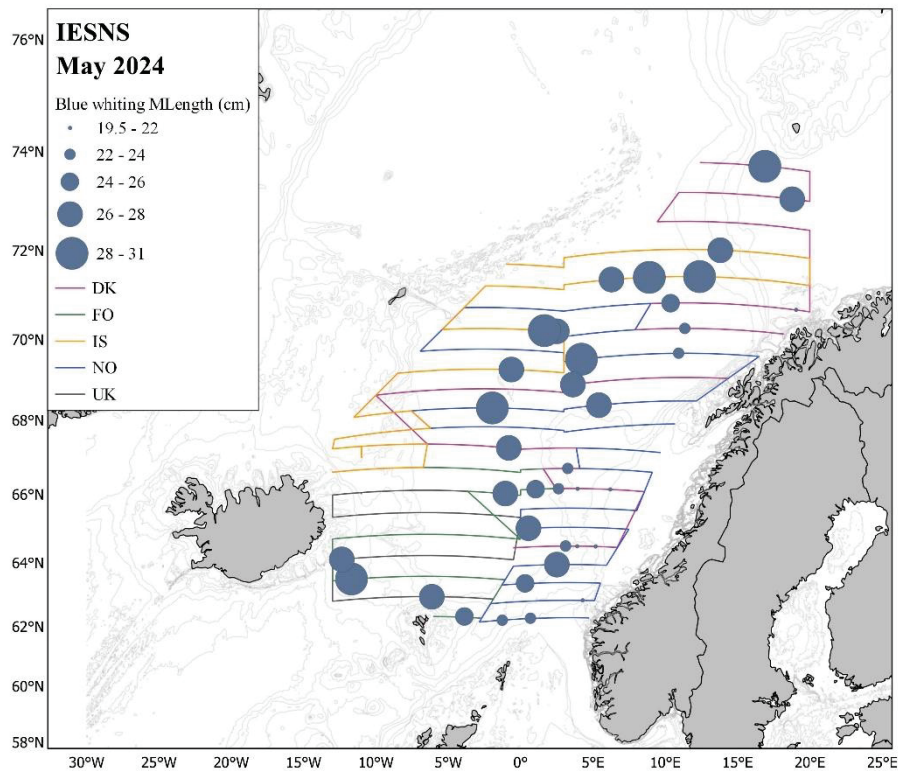 IESNS
May 2024
Blue whiting MLength (cm)
19.5 - 22
22 - 24
24 - 26
26 - 28
28 - 31
DK
FO
IS
NO
UK
76°N
74°N
72°N
70°N
68°N
66°N
64°N
62°N
60°N
58°N
30°W 25°W 20°W 15°W 10°W 5°W 0° 5°E 10°E 15°E 20°E 25°E